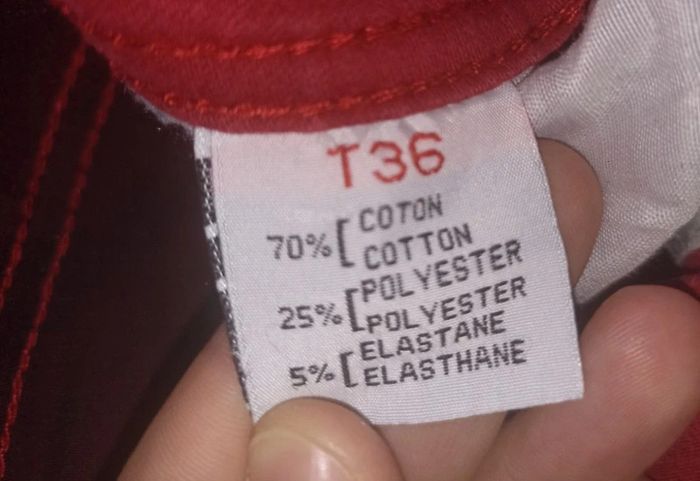 T36
70% [ COTON
COTTON
25% [ POLYESTER
POLYESTER
5% [ ELASTANE
ELASTHANE